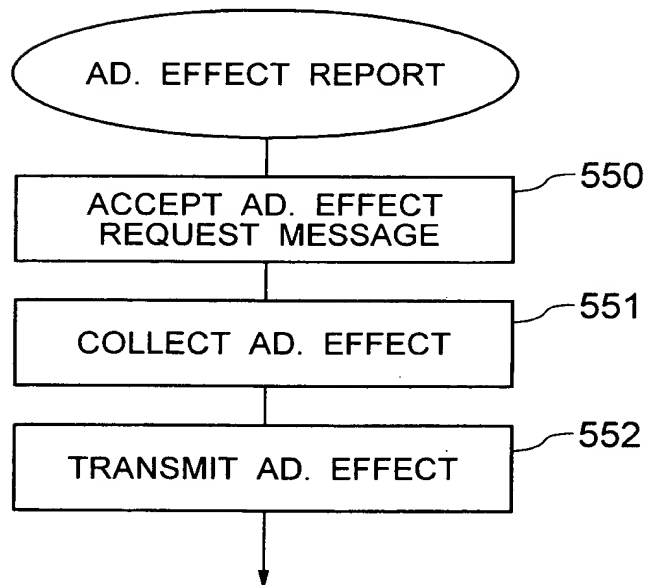 AD. EFFECT REPORT
550
ACCEPT AD. EFFECT
REQUEST MESSAGE
551
COLLECT AD. EFFECT
552
TRANSMIT AD. EFFECT